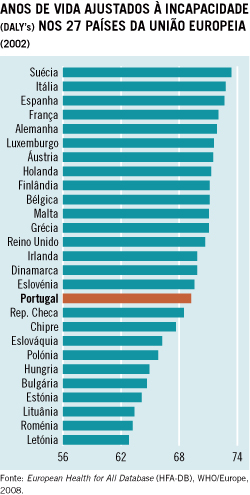 ANOS DE VIDA AJUSTADOS À INCAPACIDADE
(DALY's) NOS 27 PAÍSES DA UNIÃO EUROPEIA
(2002)
Suécia
Itália
Espanha
França
Alemanha
Luxemburgo
Áustria
Holanda
Finlândia
Bélgica
Malta
Grécia
Reino Unido
Irlanda
Dinamarca
Eslovénia
Portugal
Rep. Checa
Chipre
Eslováquia
Polónia
Hungria
Bulgária
Estónia
Lituânia
Roménia
Letónia
56 62 68 74
Fonte: European Health for All Database (HFA-DB), WHO/Europe,
2008.